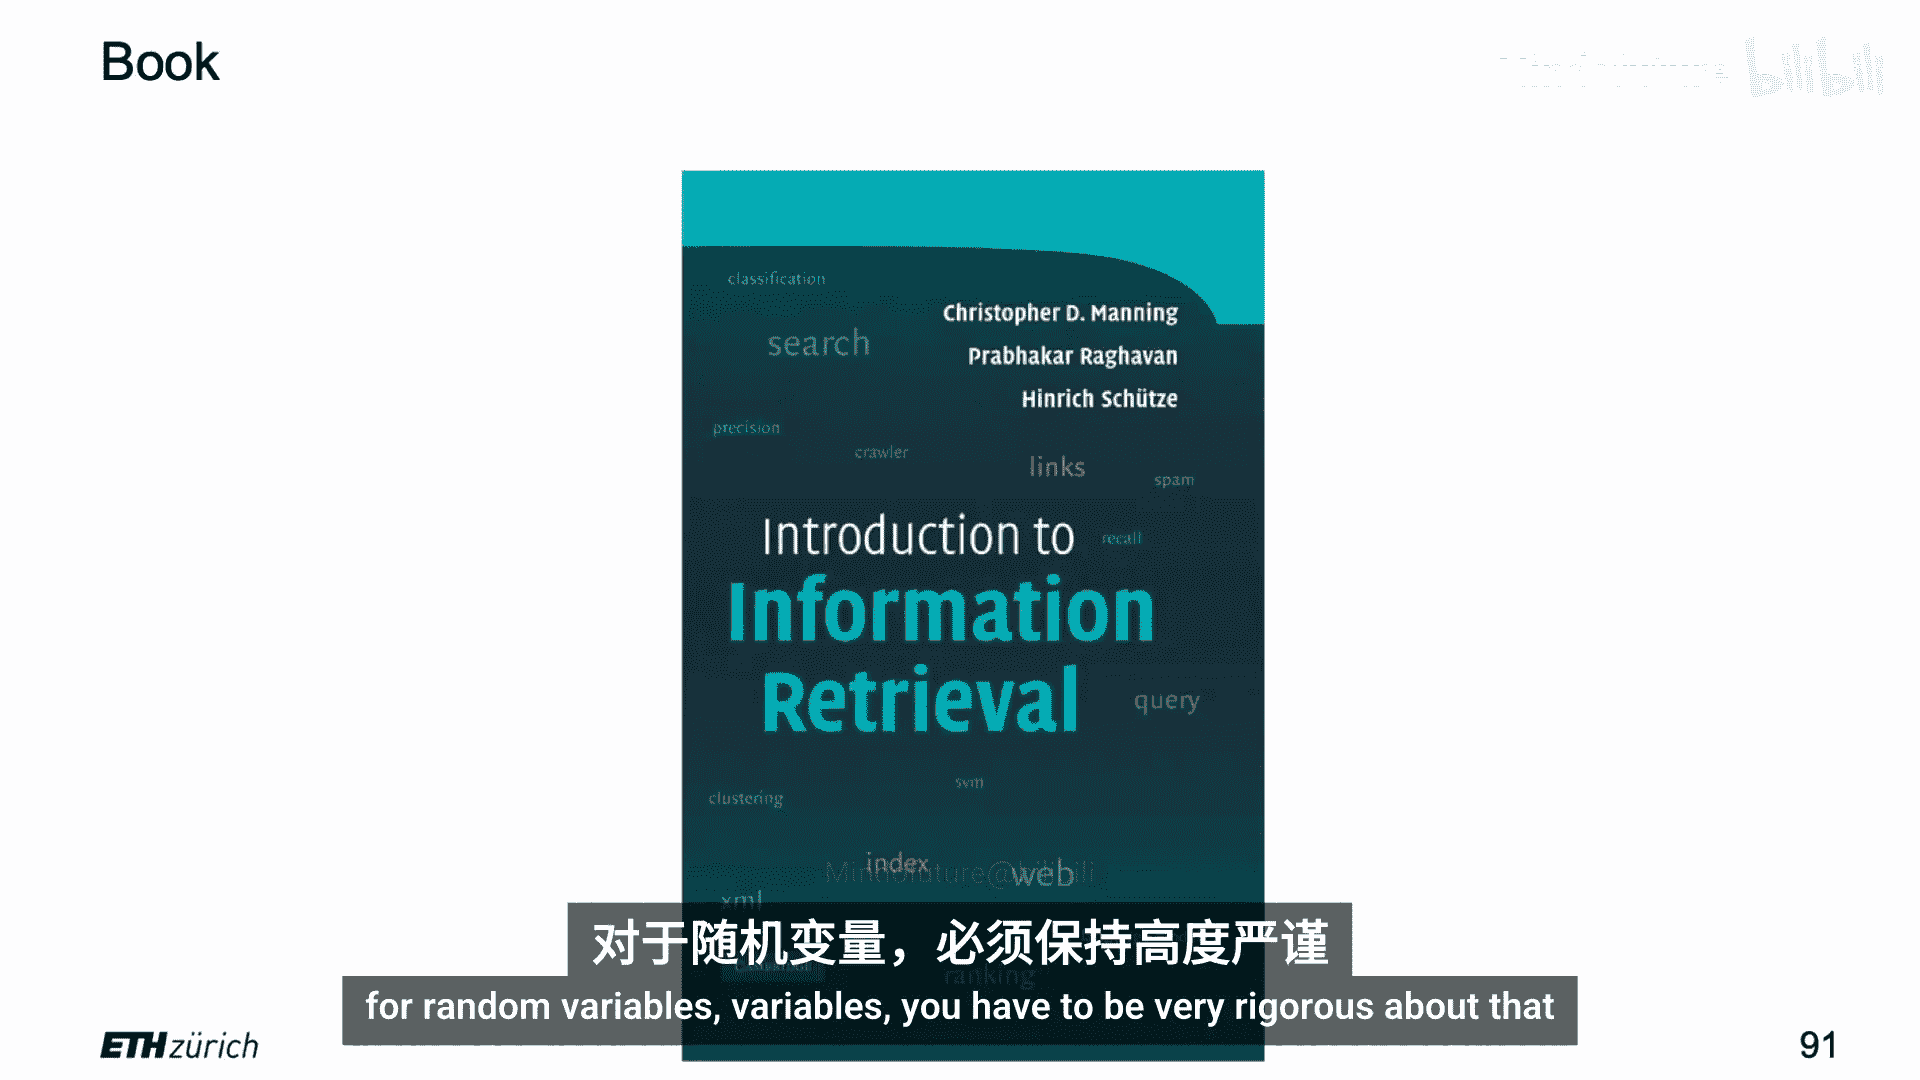 Book
bilibili
classification
Christopher D. Manning
search
Prabhakar Raghavan
Hinrich Schütze
precision
crawler
links
spam
Introduction to
recall
Information
Retrieval
query
svm
clustering
index
web
xml
对于随机变量，必须保持高度严谨
ranking
for random variables, variables, you have to be very rigorous about that
ETH zürich
91